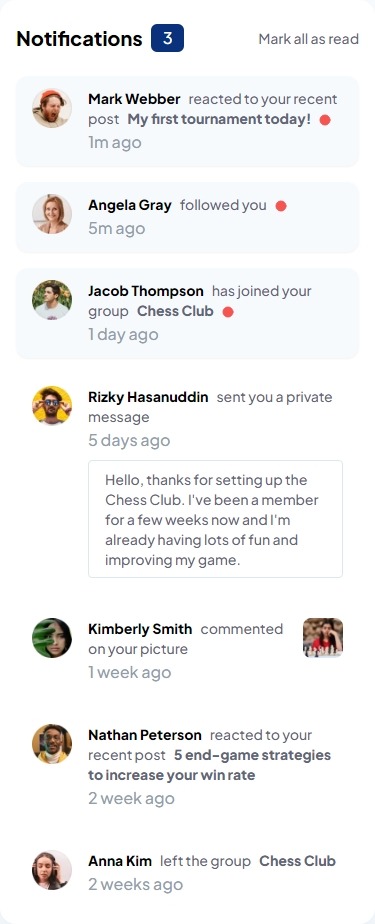 Notifications 3 Mark all as read
Mark Webber reacted to your recent
post My first tournament today!
1m ago
Angela Gray followed you
5m ago
Jacob Thompson has joined your
group Chess Club
1 day ago
Rizky Hasanuddin sent you a private
message
5 days ago
Hello, thanks for setting up the
Chess Club. I've been a member
for a few weeks now and I'm
already having lots of fun and
improving my game.
Kimberly Smith commented
on your picture
1 week ago
Nathan Peterson reacted to your
recent post 5 end-game strategies
to increase your win rate
2 week ago
Anna Kim left the group Chess Club
2 weeks ago